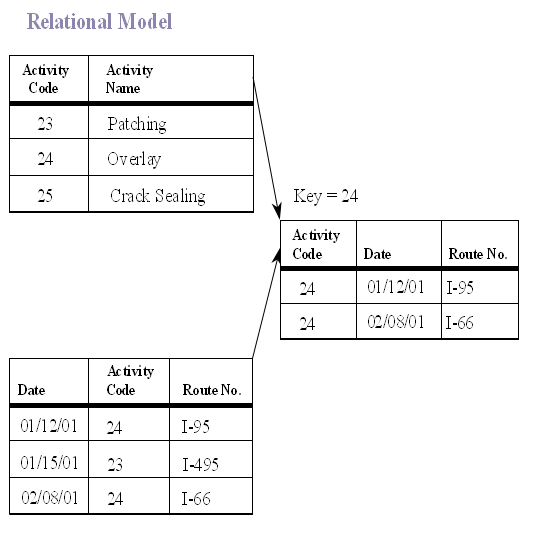 Relational Model
Activity Code Activity Name
23 Patching
24 Overlay
25 Crack Sealing
Key = 24
Activity Code Date Route No.
24 01/12/01 I-95
24 02/08/01 I-66
Date Activity Code Route No.
01/12/01 24 I-95
01/15/01 23 I-495
02/08/01 24 I-66